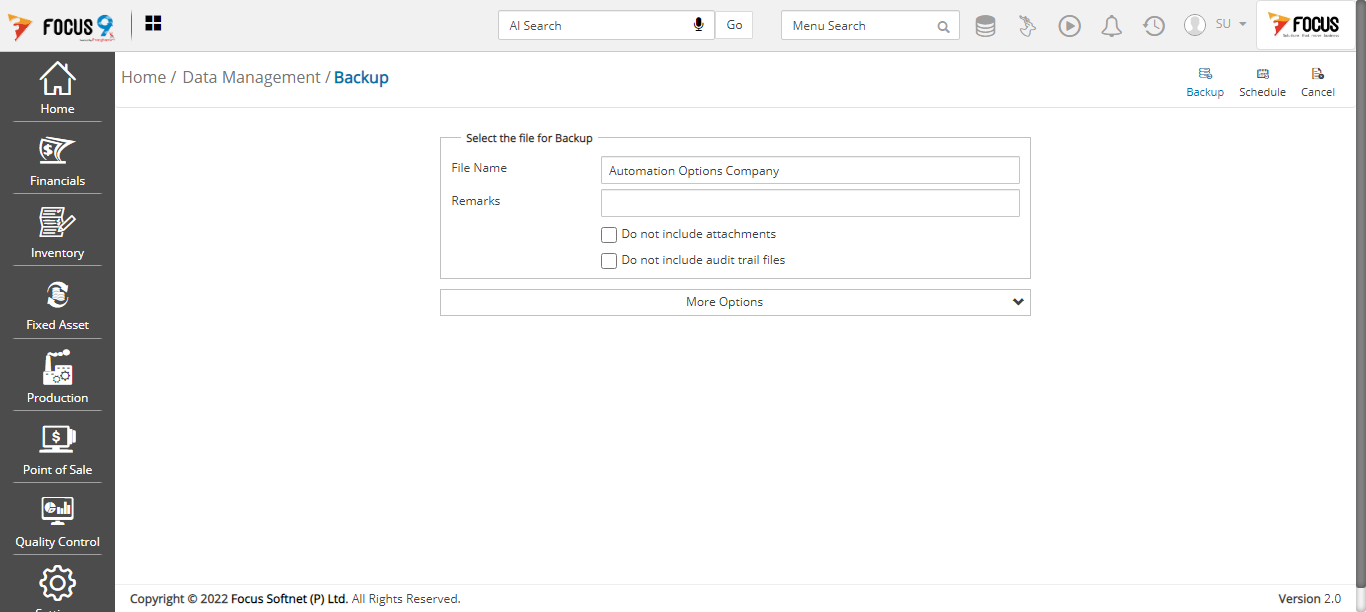 FOCUS 9
AI Search
Go
Menu Search
SU
FOCUS
Home
Financials
Inventory
Fixed Asset
Production
Point of Sale
Quality Control
Home / Data Management / Backup
Backup
Schedule
Cancel
Select the file for Backup
File Name
Automation Options Company
Remarks
Do not include attachments
Do not include audit trail files
More Options
Copyright © 2022 Focus Softnet (P) Ltd. All Rights Reserved.
Version 2.0